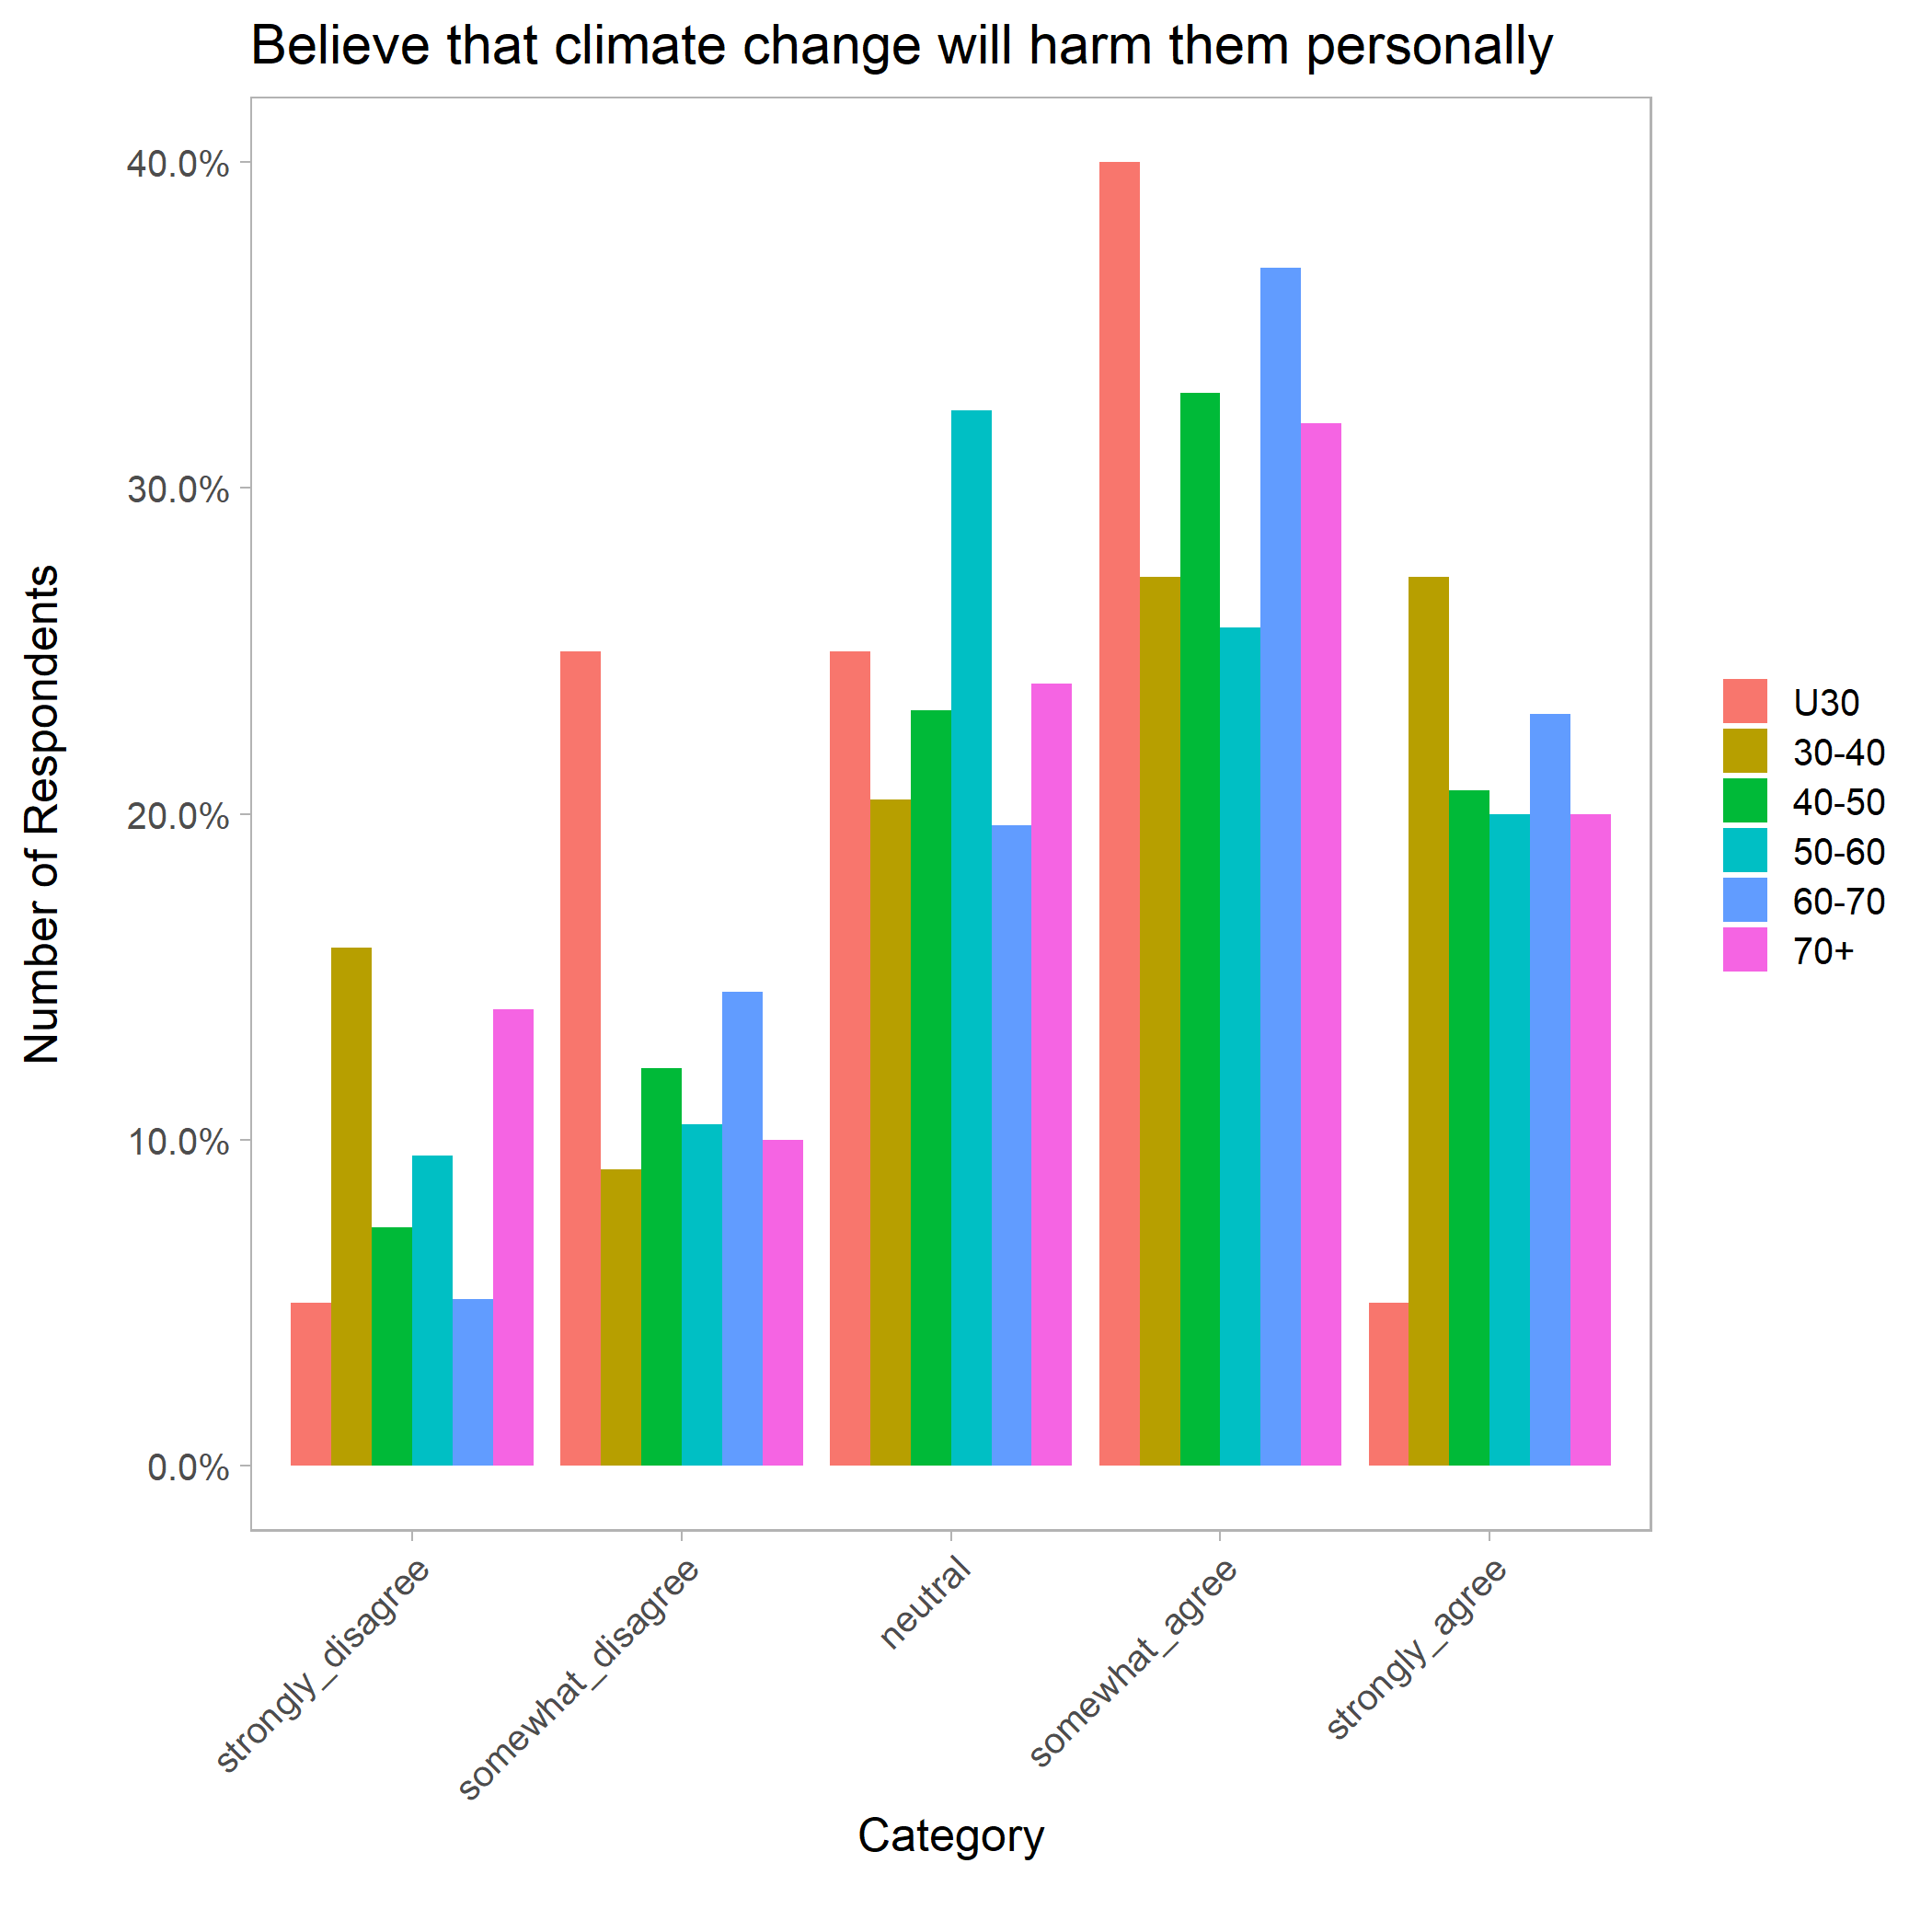 Believe that climate change will harm them personally
Number of Respondents
40.0%
30.0%
20.0%
10.0%
0.0%
strongly_disagree
somewhat_disagree
neutral
somewhat_agree
strongly_agree
Category
U30
30-40
40-50
50-60
60-70
70+